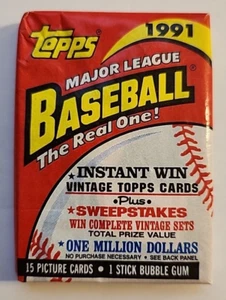 1991
TOPPS
®
MAJOR LEAGUE
BASEBALL®
The Real One!
★INSTANT WIN
VINTAGE TOPPS CARDS
• Plus •
★SWEEPSTAKES
WIN COMPLETE VINTAGE SETS
TOTAL PRIZE VALUE
★ONE MILLION DOLLARS
NO PURCHASE NECESSARY – SEE BACK PANEL
15 PICTURE CARDS • 1 STICK BUBBLE GUM